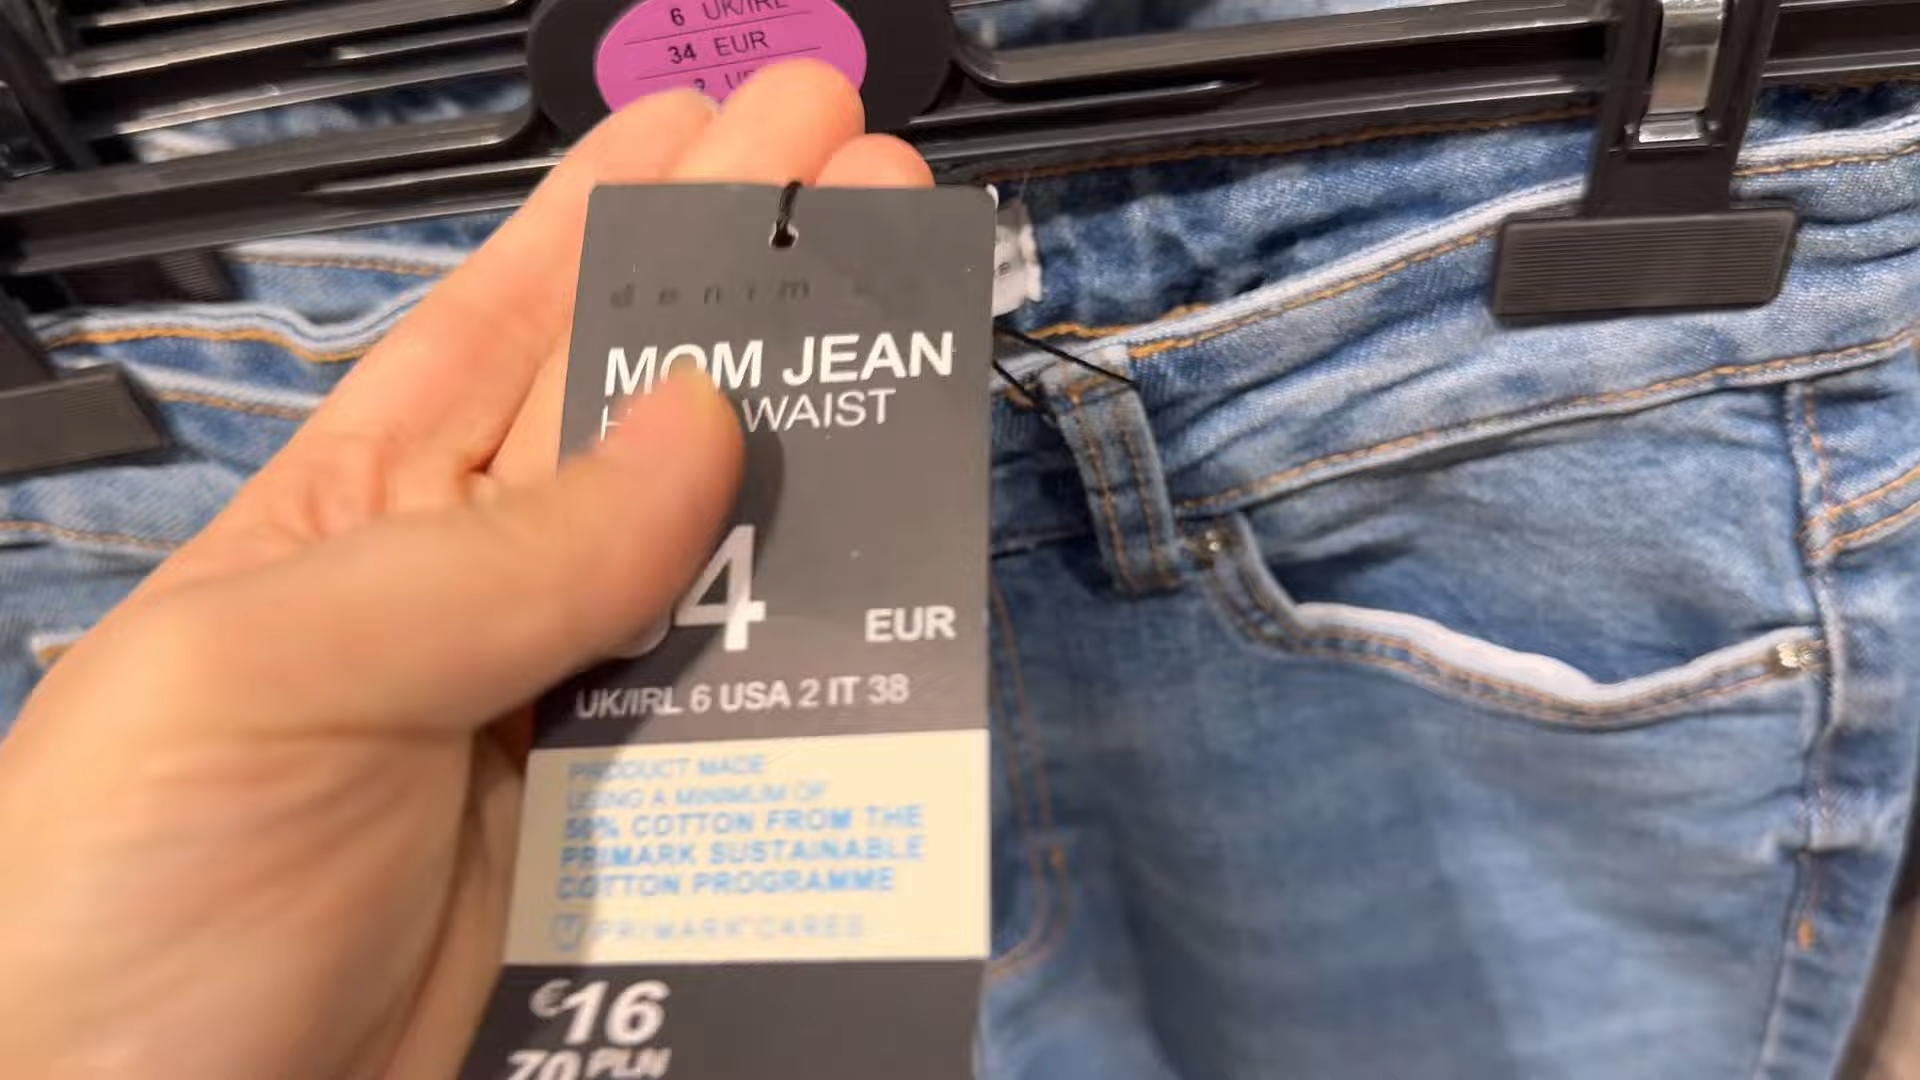 6 UK/IRL
34 EUR
2
denim
MOM JEAN
WAIST
4 EUR
UK/IRL 6 USA 2 IT 38
PRODUCT MADE
USING A MINIMUM OF
50% COTTON FROM THE
PRIMARK SUSTAINABLE
COTTON PROGRAMME
PRIMARK CARES
€16
70 PLN